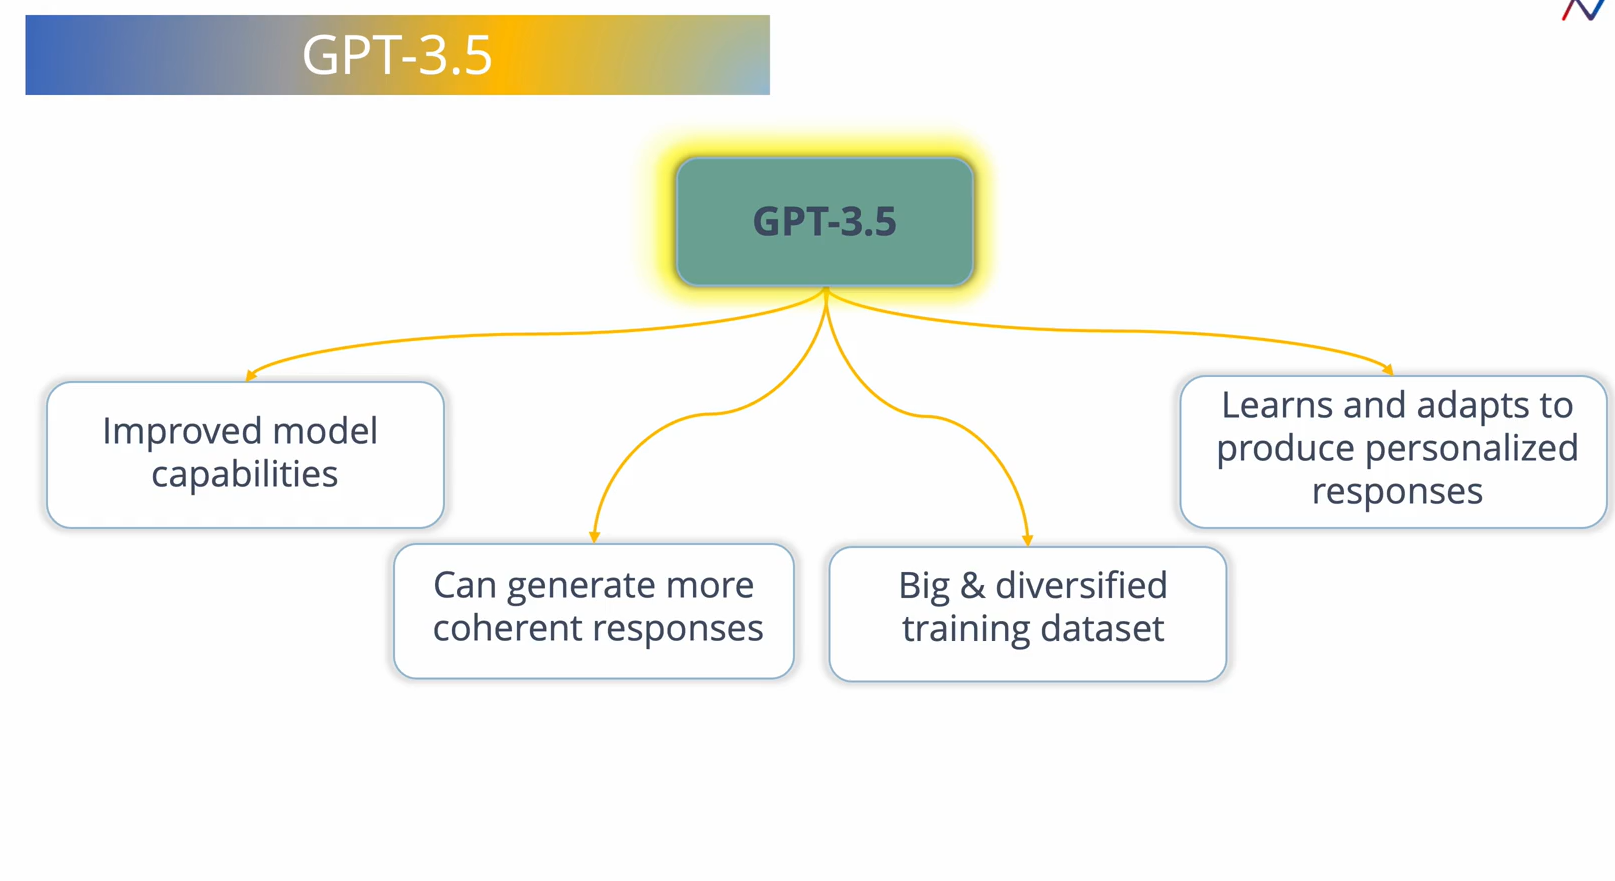 GPT-3.5
GPT-3.5
Improved model
capabilities
Can generate more
coherent responses
Big & diversified
training dataset
Learns and adapts to
produce personalized
responses